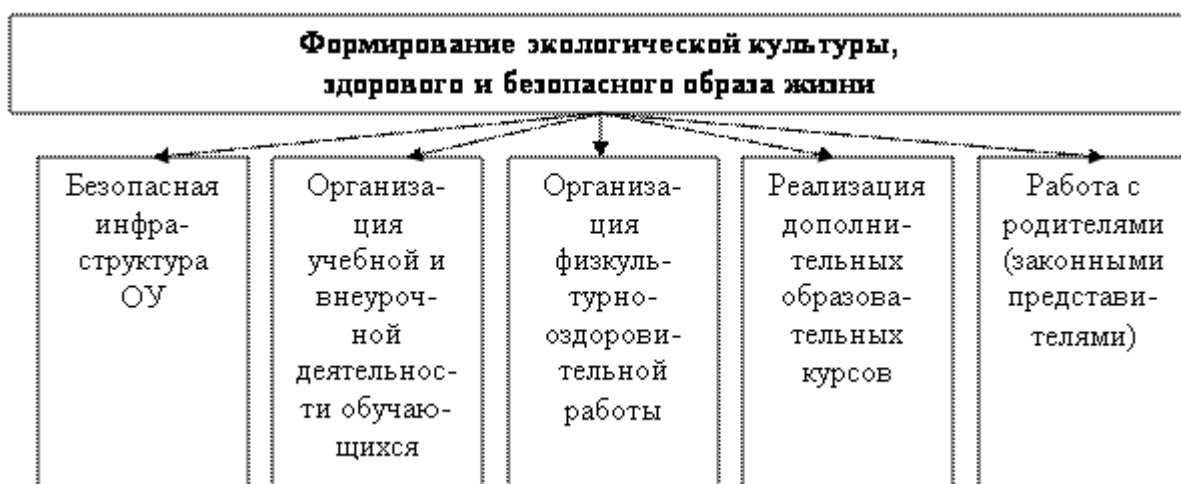 Формирование экологической культуры,
здорового и безопасного образа жизни
Безопасная
инфра-
структура
ОУ
Организа-
ция
учебной и
внеуроч-
ной
деятельнос-
ти обучаю-
щихся
Организа-
ция
физкуль-
турно-
оздорови-
тельной
работы
Реализация
дополни-
тельных
образова-
тельных
курсов
Работа с
родителями
(законными
представи-
телями)